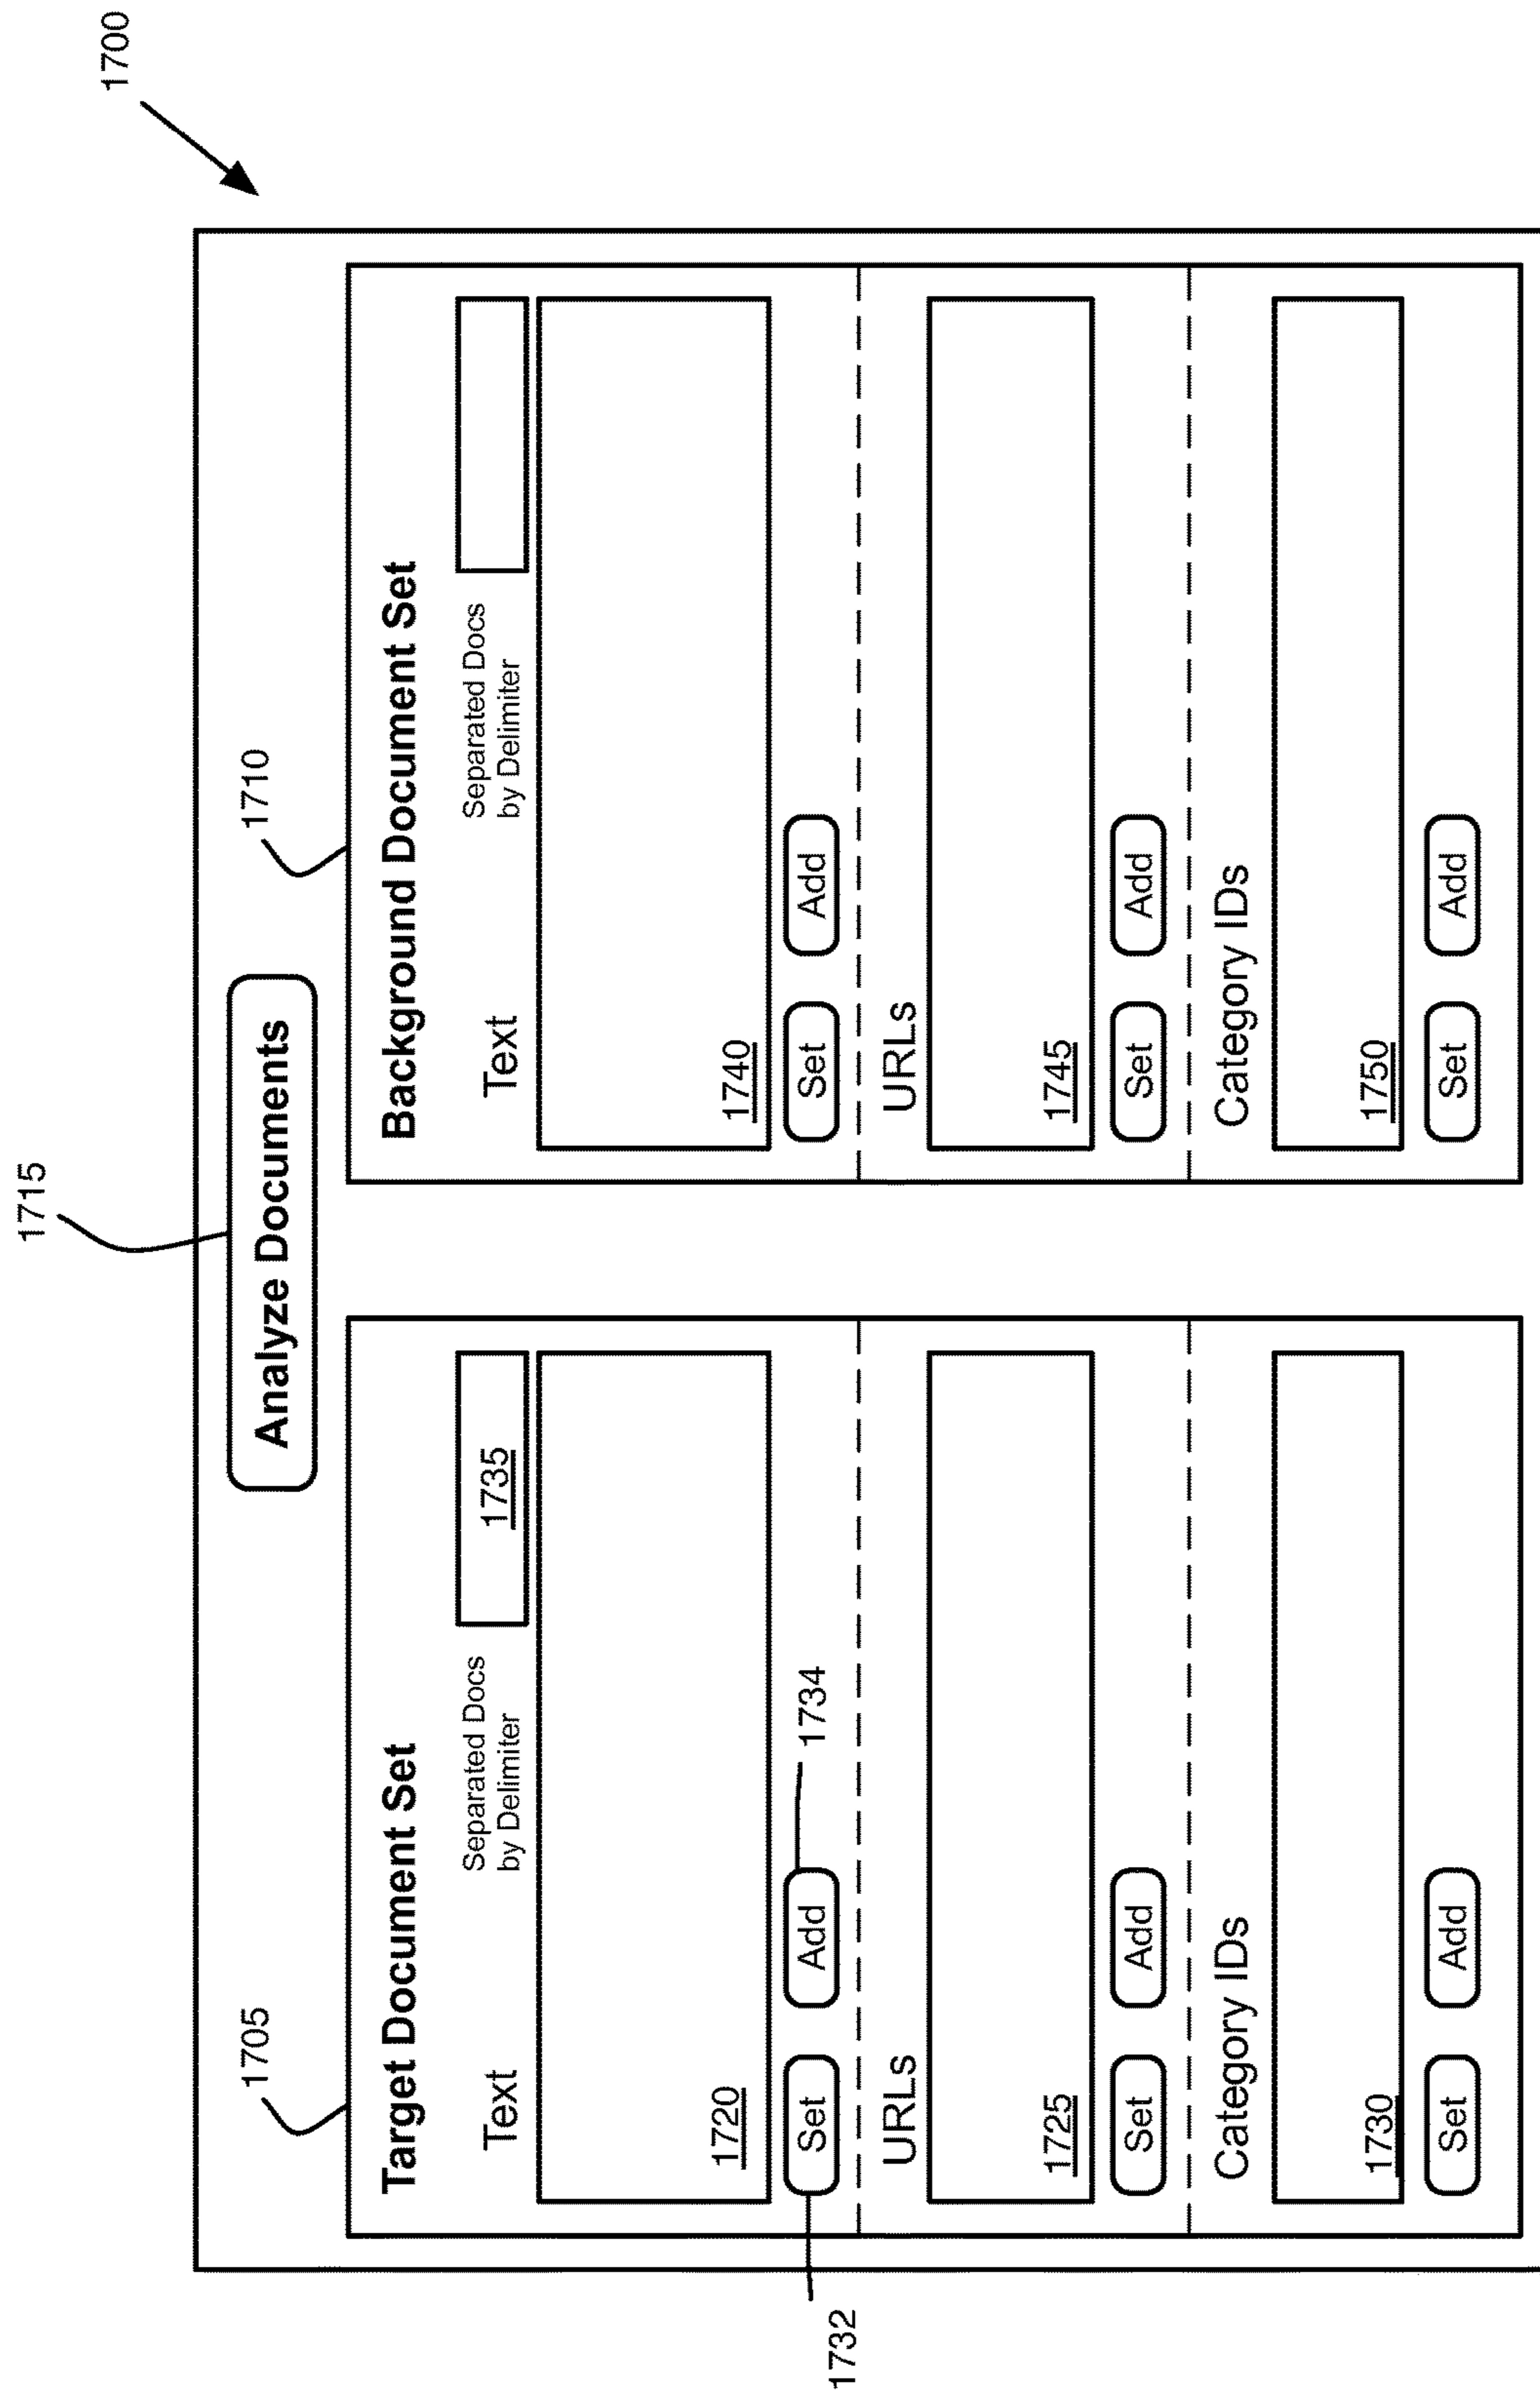 1700
1715
Analyze Documents
1705
1710
Target Document Set
Text
Separated Docs
by Delimiter
1735
1720
Set
Add
1732
1734
URLs
1725
Set
Add
Category IDs
1730
Set
Add
Background Document Set
Text
Separated Docs
by Delimiter
1740
Set
Add
URLs
1745
Set
Add
Category IDs
1750
Set
Add